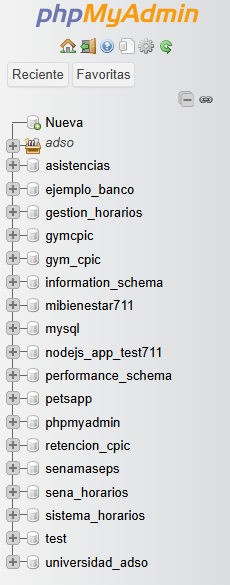 phpMyAdmin
Reciente Favoritas
Nueva
adso
asistencias
ejemplo_banco
gestion_horarios
gymcpic
gym_cpic
information_schema
mibienestar711
mysql
nodejs_app_test711
performance_schema
petsapp
phpmyadmin
retencion_cpic
senamaseps
sena_horarios
sistema_horarios
test
universidad_adso